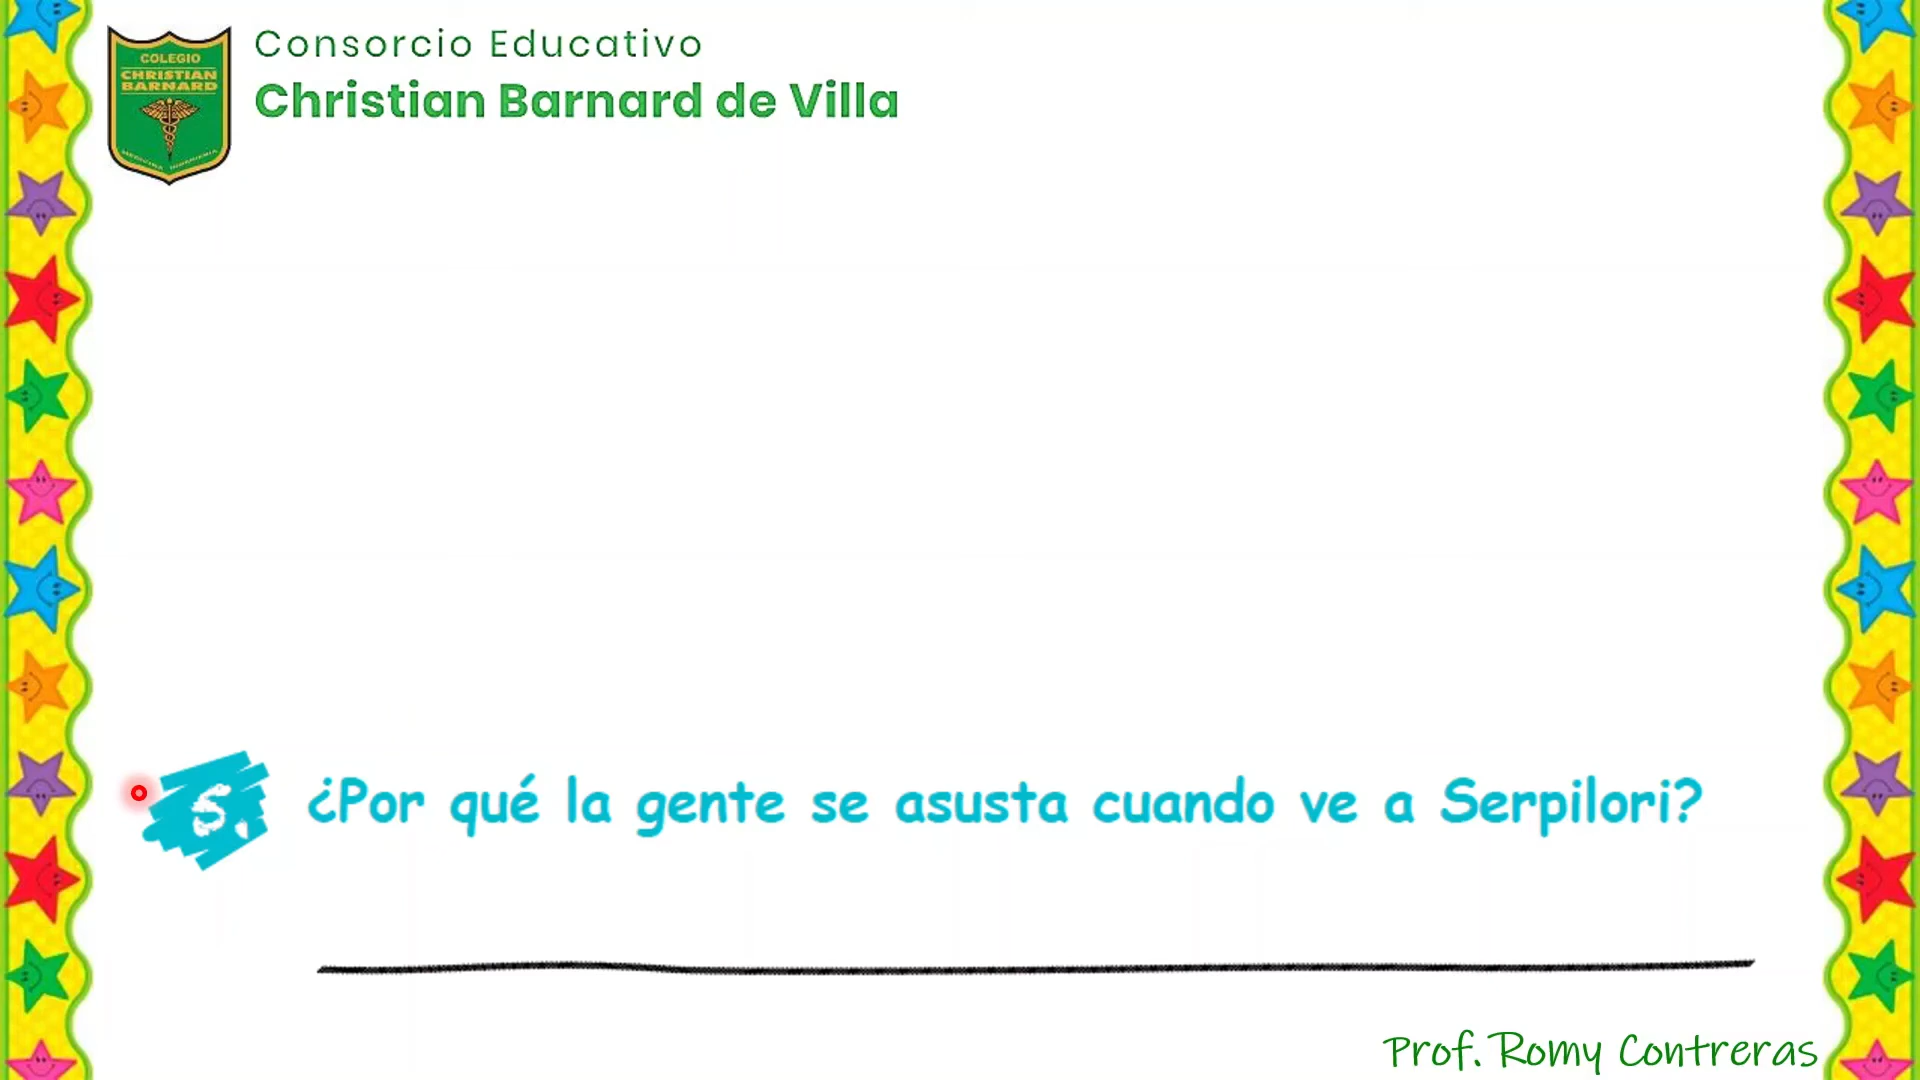 COLEGIO
CHRISTIAN
BARNARD
Consorcio Educativo
Christian Barnard de Villa
5. ¿Por qué la gente se asusta cuando ve a Serpilori?
Prof. Romy Contreras